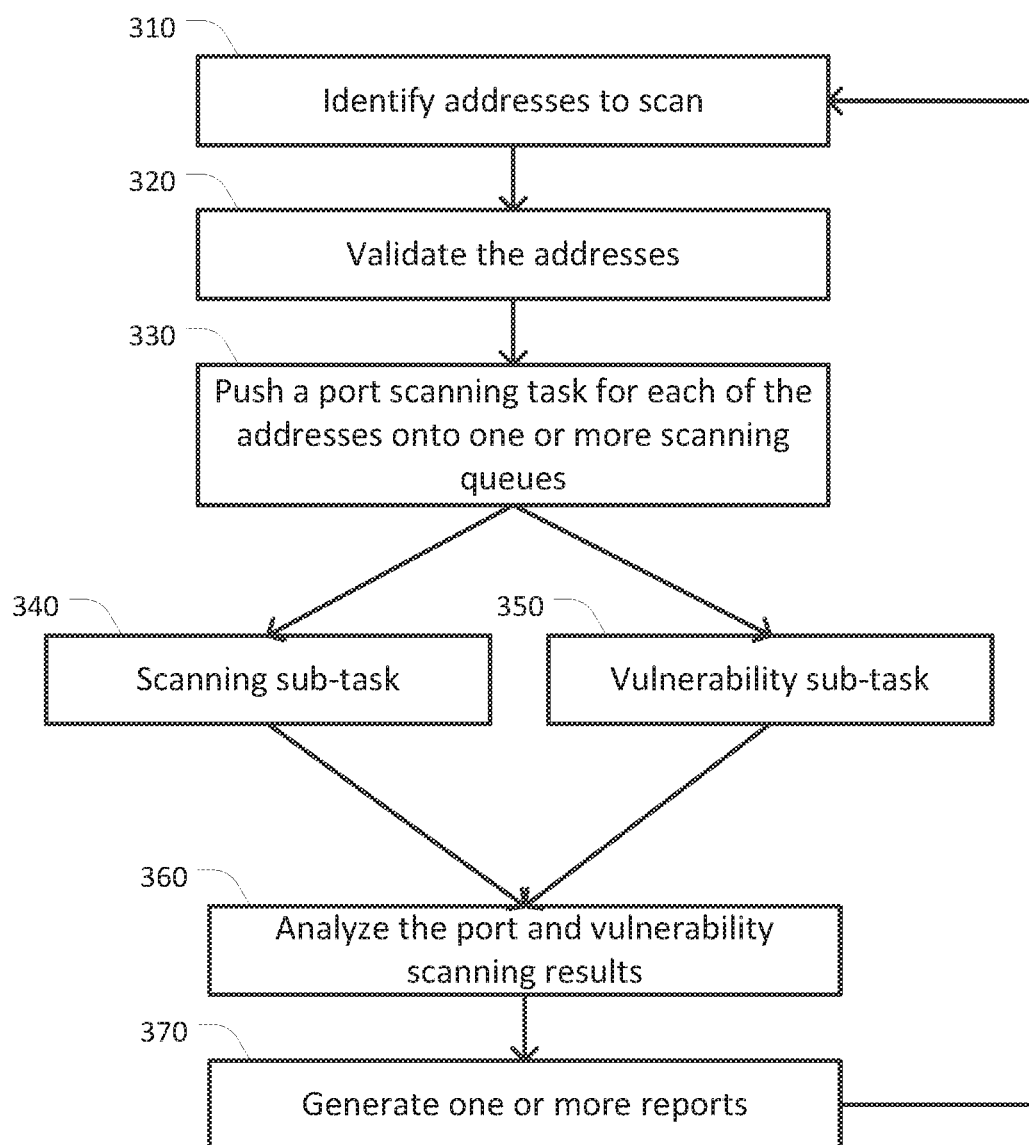 310
Identify addresses to scan
320
Validate the addresses
330
Push a port scanning task for each of the
addresses onto one or more scanning
queues
340
Scanning sub-task
350
Vulnerability sub-task
360
Analyze the port and vulnerability
scanning results
370
Generate one or more reports